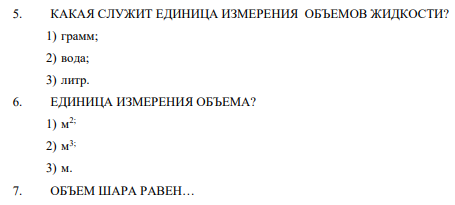 5. КАКАЯ СЛУЖИТ ЕДИНИЦА ИЗМЕРЕНИЯ ОБЪЕМОВ ЖИДКОСТИ?
1) грамм;
2) вода;
3) литр.
6. ЕДИНИЦА ИЗМЕРЕНИЯ ОБЪЕМА?
1) м²;
2) м³;
3) м.
7. ОБЪЕМ ШАРА РАВЕН…